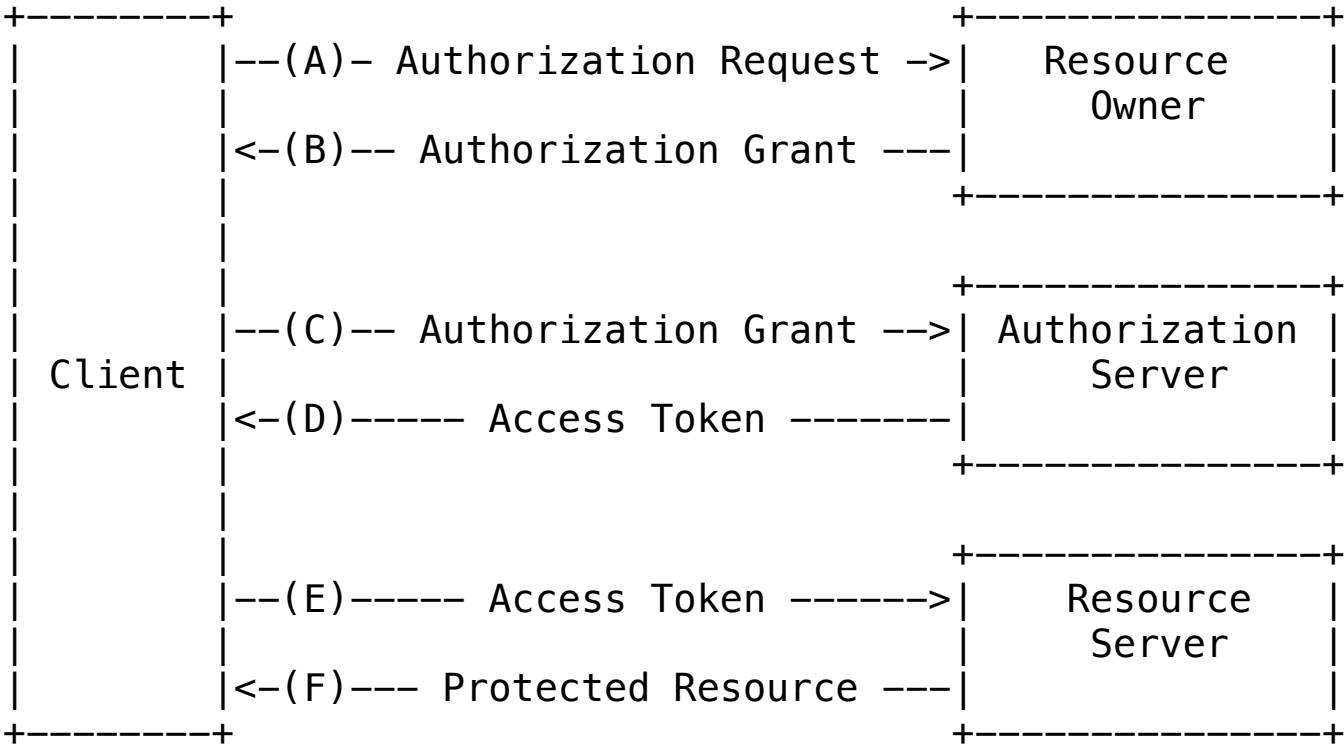 +--------+                               +---------------+
|        |--(A)- Authorization Request ->|   Resource    |
|        |                               |     Owner     |
|        |<-(B)-- Authorization Grant ---|               |
|        |                               +---------------+
|        |
|        |                               +---------------+
|        |--(C)-- Authorization Grant -->| Authorization |
| Client |                               |     Server    |
|        |<-(D)----- Access Token -------|               |
|        |                               +---------------+
|        |
|        |                               +---------------+
|        |--(E)----- Access Token ------>|    Resource   |
|        |                               |     Server    |
|        |<-(F)--- Protected Resource ---|               |
+--------+                               +---------------+